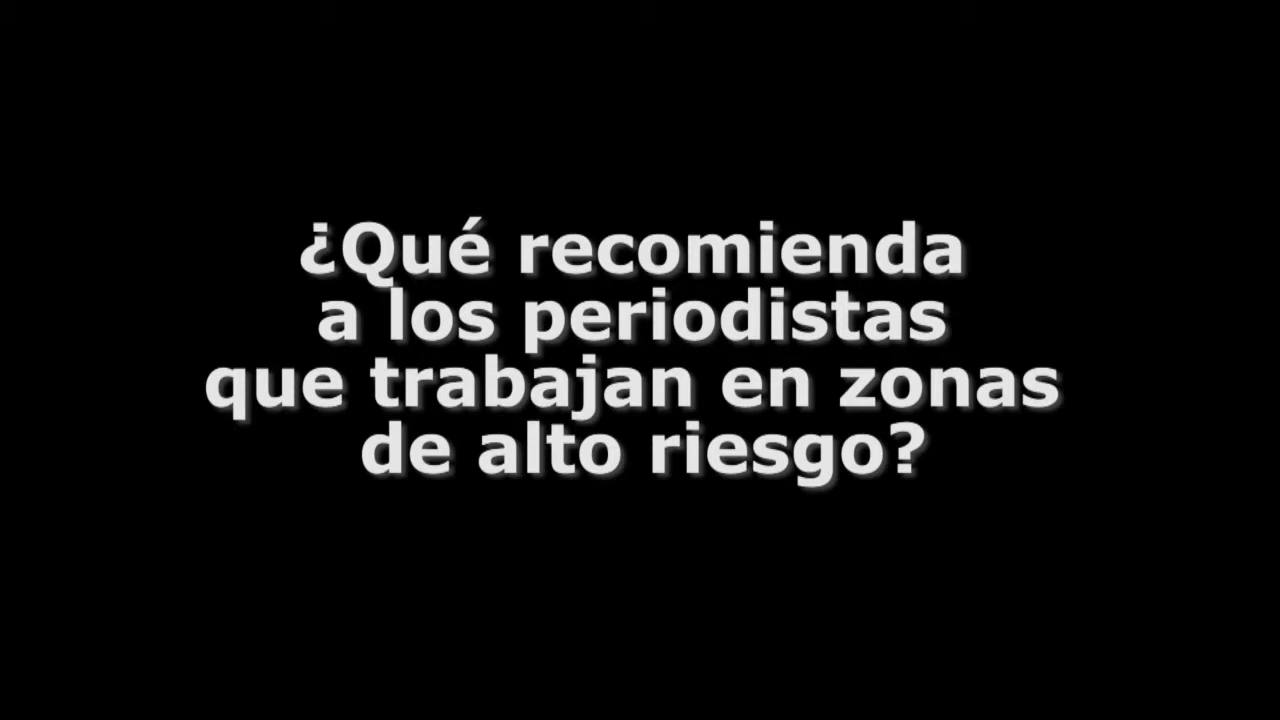 ¿Qué recomienda
a los periodistas
que trabajan en zonas
de alto riesgo?